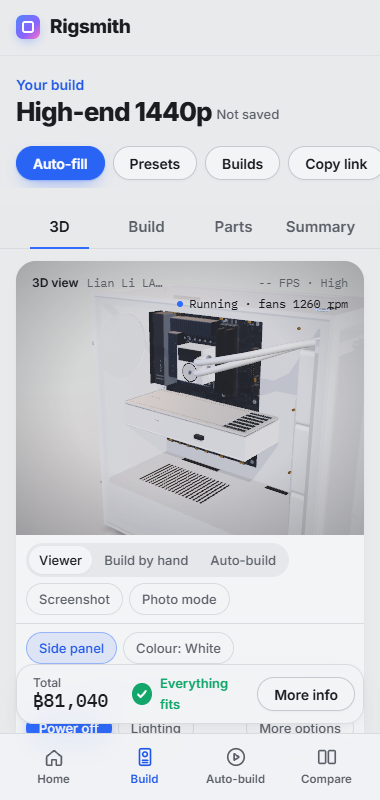 Rigsmith
Your build
High-end 1440p Not saved
Auto-fill Presets Builds Copy link
3D Build Parts Summary
3D view Lian Li LA… -- FPS · High
Running · fans 1260 rpm
Viewer Build by hand Auto-build
Screenshot Photo mode
Side panel Colour: White
Total
฿81,040
Everything
fits
More info
Power off Lighting More options
Home Build Auto-build Compare